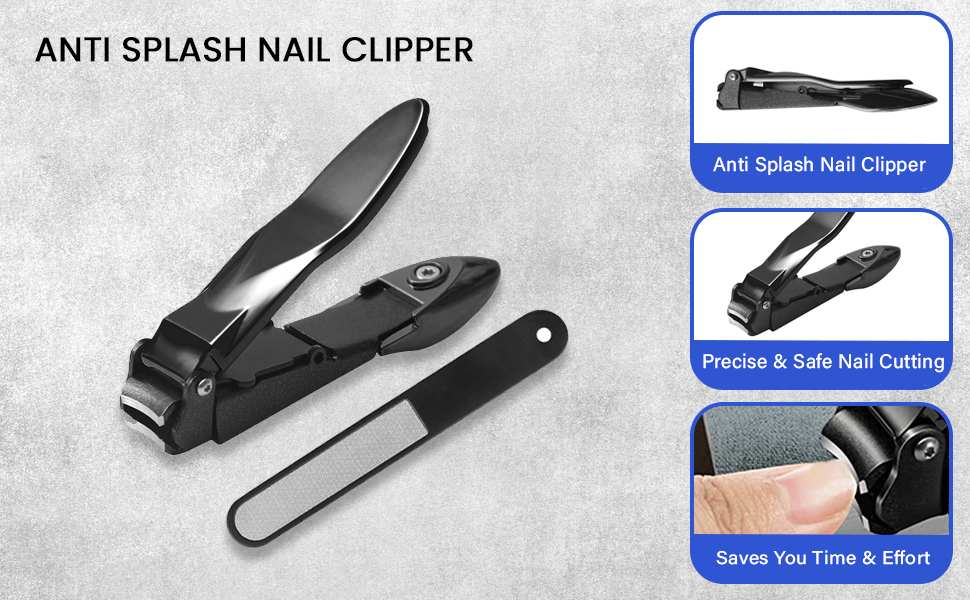 ANTI SPLASH NAIL CLIPPER
Anti Splash Nail Clipper
Precise & Safe Nail Cutting
Saves You Time & Effort